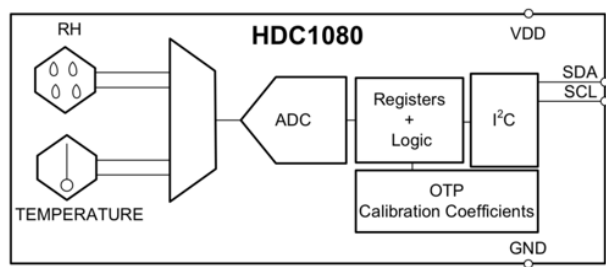 RH
HDC1080
VDD
SDA
SCL
ADC
Registers
+
Logic
I²C
TEMPERATURE
OTP
Calibration Coefficients
GND